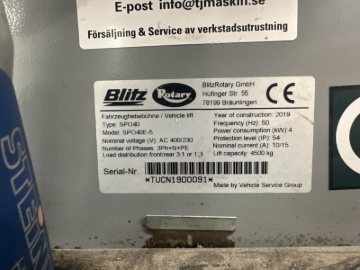 E-post info@tjmaskin.se
Försäljning & Service av verkstadsutrustning
Blitz Rotary
BlitzRotary GmbH
Hüfinger Str. 55
78199 Bräunlingen
CE
Fahrzeughebebühne / Vehicle lift
Type: SPO40
Model: SPO40E-5
Nominal voltage (V): AC 400/230
Number of Phases: 3Ph+N+PE
Load distribution front/rear 3:1 or 1:3
Year of construction: 2019
Frequency (Hz): 50
Power consumption (kW): 4
Protection level (IP): 54
Nominal current (A): 10/15
Lift capacity: 4500 kg
Serial-Nr.
*TUCN19D0091*
Made by Vehicle Service Group